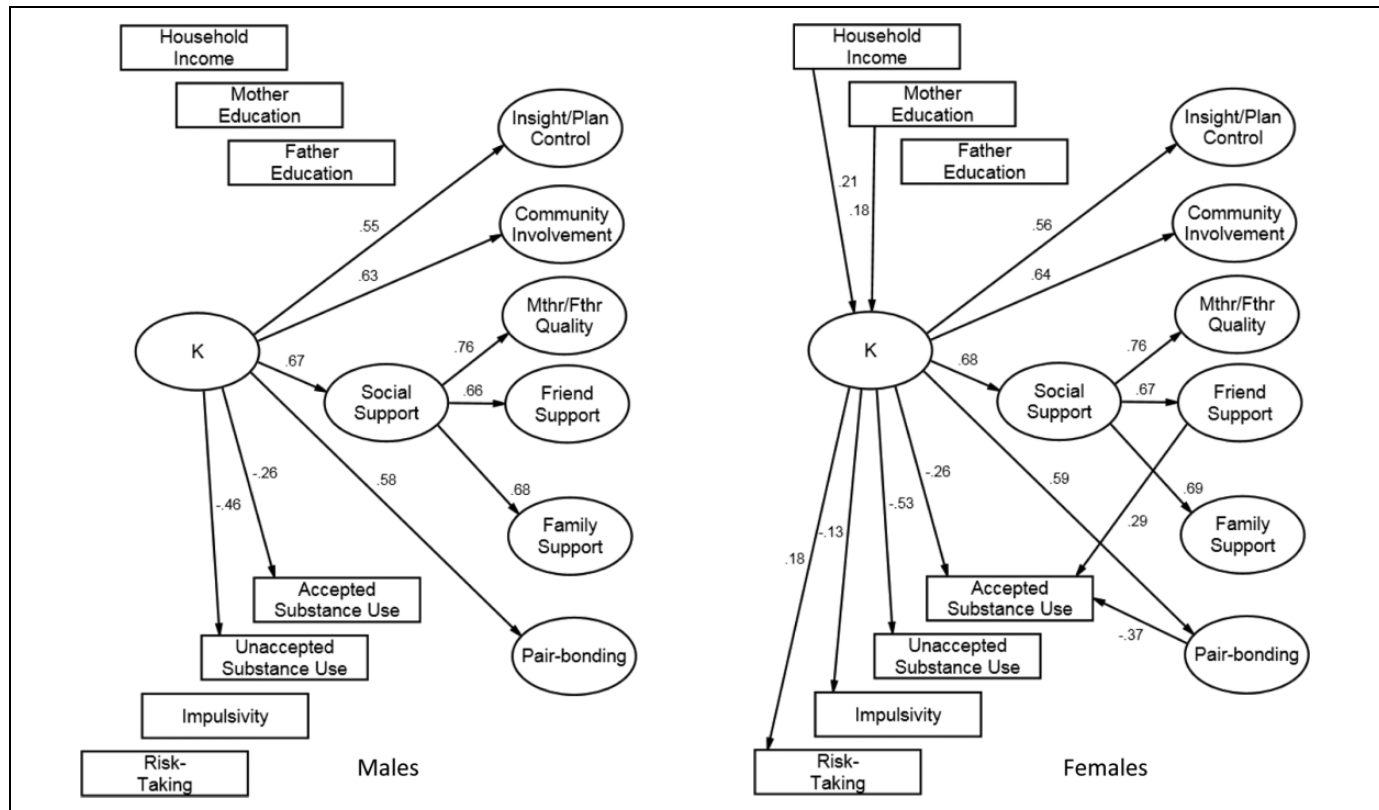 Household
Income
Mother
Education
Father
Education
Insight/Plan
Control
Community
Involvement
Mthr/Fthr
Quality
K
Social
Support
Friend
Support
Family
Support
Accepted
Substance Use
Unaccepted
Substance Use
Pair-bonding
Impulsivity
Risk-
Taking
Males
.55
.63
.67
.76
.66
.68
.58
-.26
-.46
Household
Income
Mother
Education
Father
Education
Insight/Plan
Control
Community
Involvement
Mthr/Fthr
Quality
K
Social
Support
Friend
Support
Family
Support
Accepted
Substance Use
Unaccepted
Substance Use
Pair-bonding
Impulsivity
Risk-
Taking
Females
.21
.18
.56
.64
.68
.76
.67
.69
.59
.29
-.37
-.26
-.53
-.13
.18